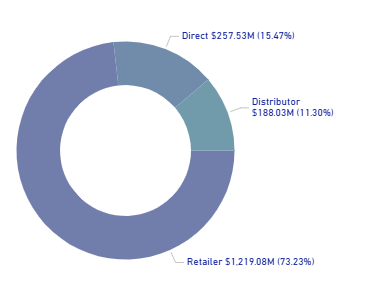 Direct $257.53M (15.47%)
Distributor
$188.03M (11.30%)
Retailer $1,219.08M (73.23%)